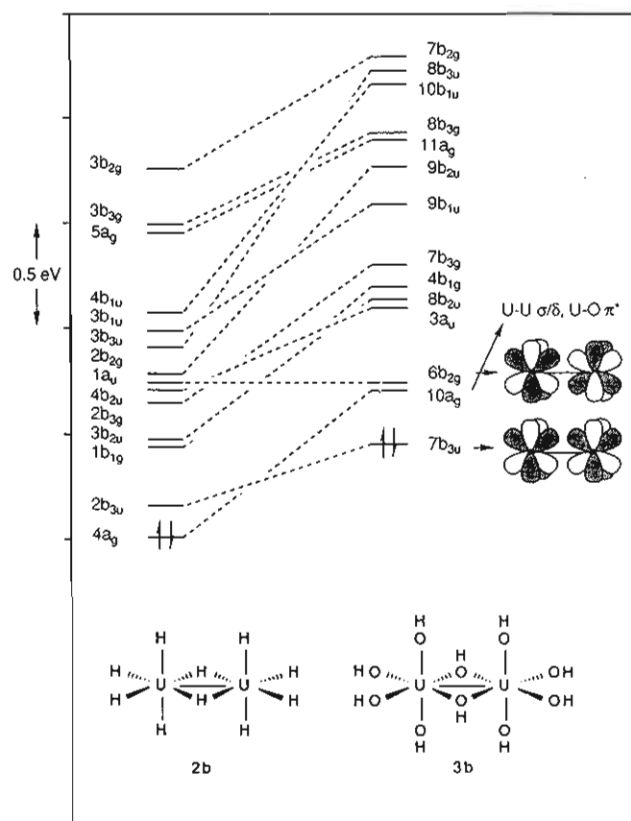 7b2g
8b3u
10b1u
8b3g
11ag
9b2u
9b1u
7b3g
4b1g
8b2u
3au
6b2g
10ag
7b3u
3b2g
3b3g
5ag
4b1u
3b1u
3b3u
2b2g
1au
4b2u
2b3g
3b2u
1b1g
2b3u
4ag
0.5 eV
U-U σ/δ, U-O π*
H H
H H H
U U
H H H
H H
2b
H H
O O
H
HO O OH
U U
HO O OH
H
O O
H H
3b